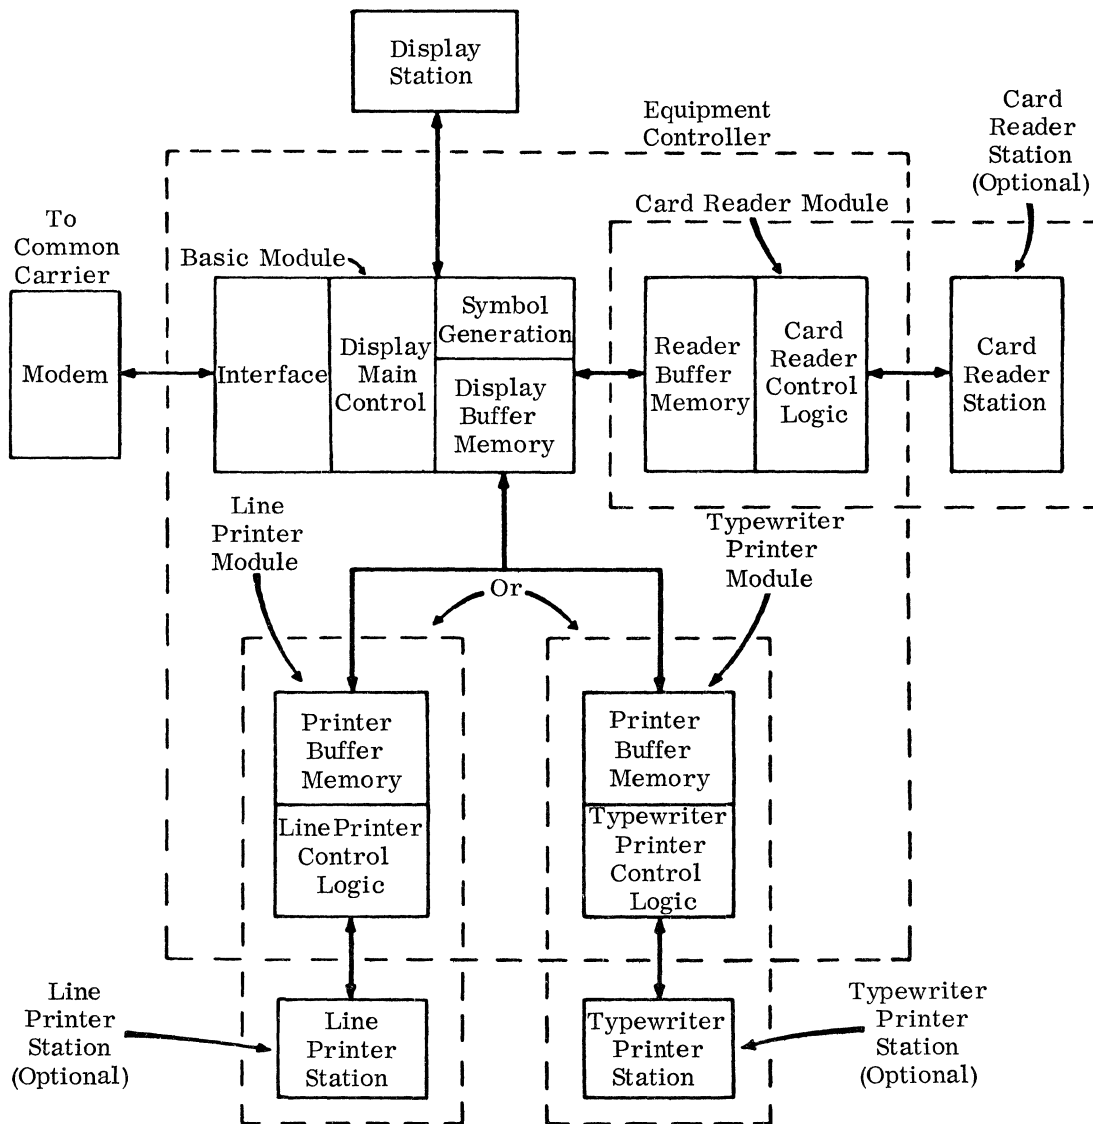 Display
Station
Equipment
Controller
Card
Reader
Station
(Optional)
To
Common
Carrier
Basic Module
Card Reader Module
Modem
Interface
Display
Main
Control
Symbol
Generation
Display
Buffer
Memory
Reader
Buffer
Memory
Card
Reader
Control
Logic
Card
Reader
Station
Line
Printer
Module
Or
Typewriter
Printer
Module
Printer
Buffer
Memory
Line Printer
Control
Logic
Printer
Buffer
Memory
Typewriter
Printer
Control
Logic
Line
Printer
Station
(Optional)
Line
Printer
Station
Typewriter
Printer
Station
Typewriter
Printer
Station
(Optional)